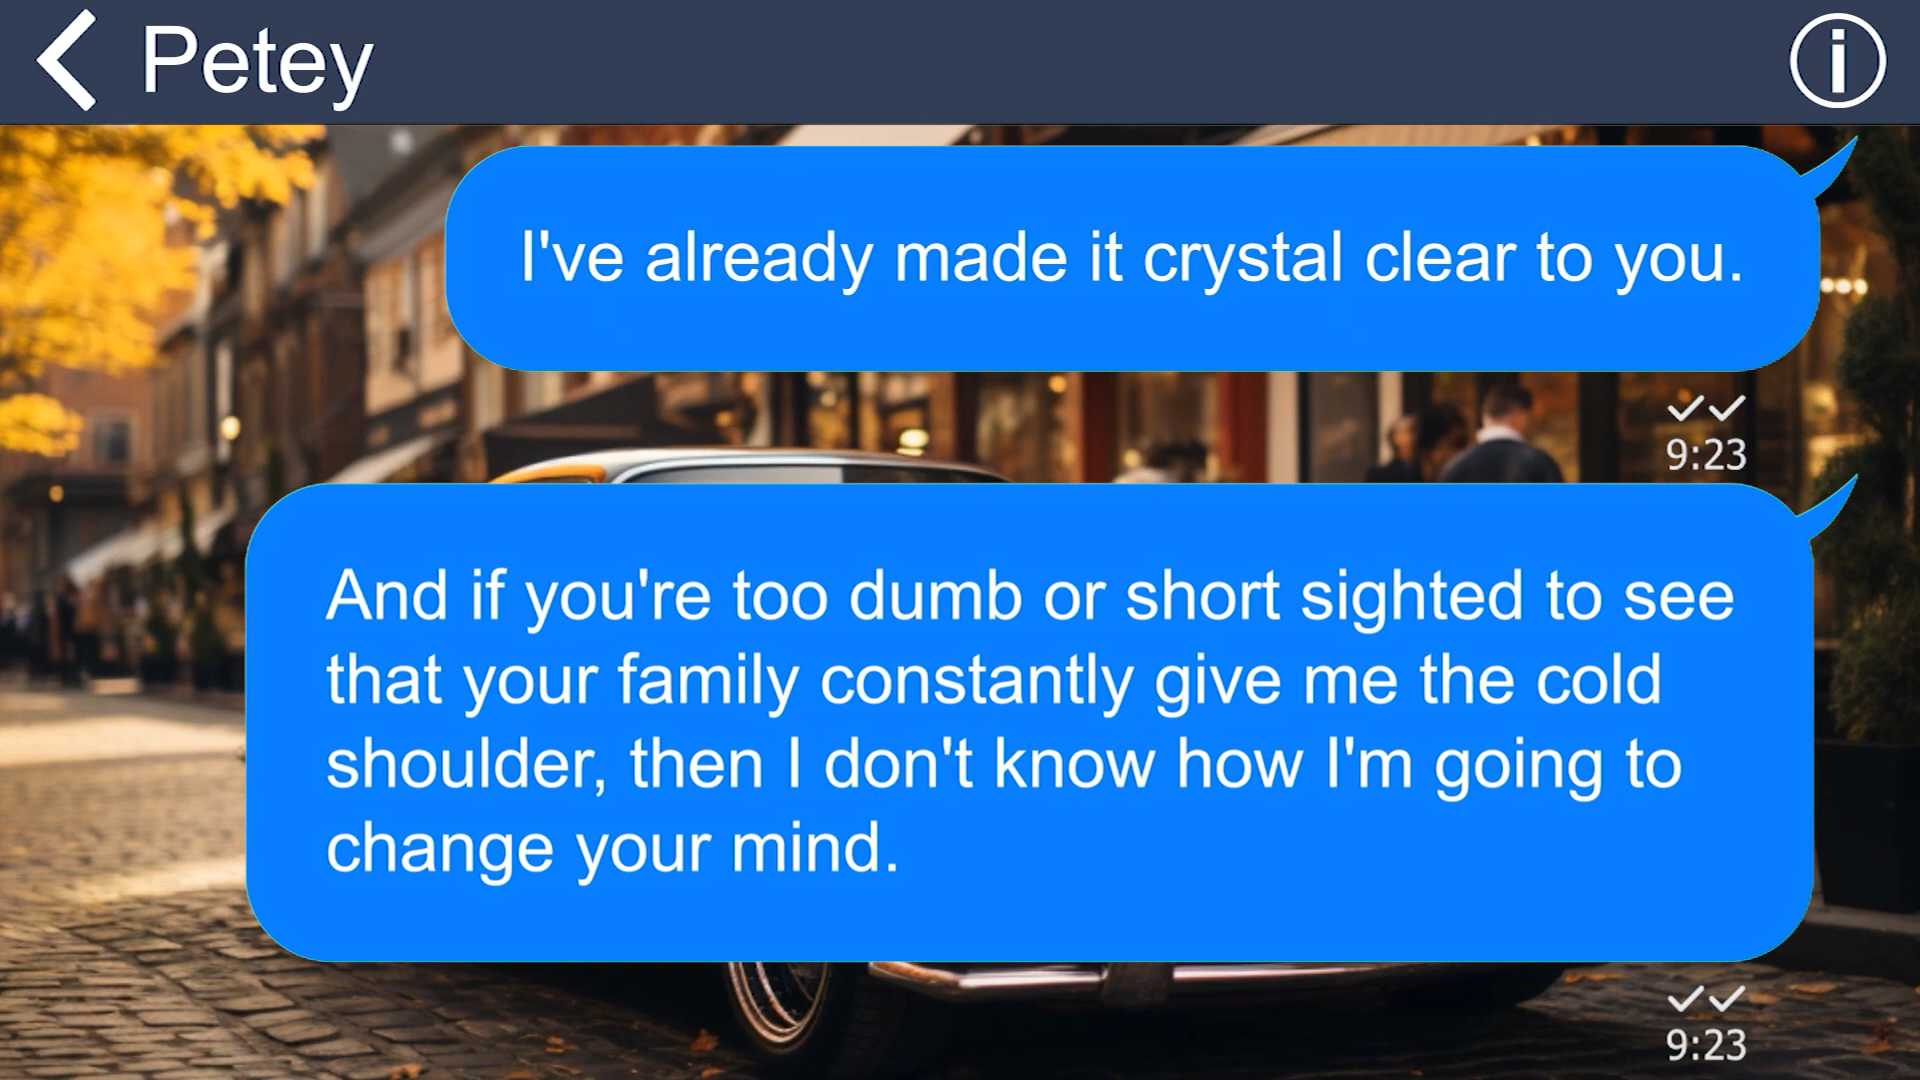 Petey
I've already made it crystal clear to you.
9:23
And if you're too dumb or short sighted to see
that your family constantly give me the cold
shoulder, then I don't know how I'm going to
change your mind.
9:23